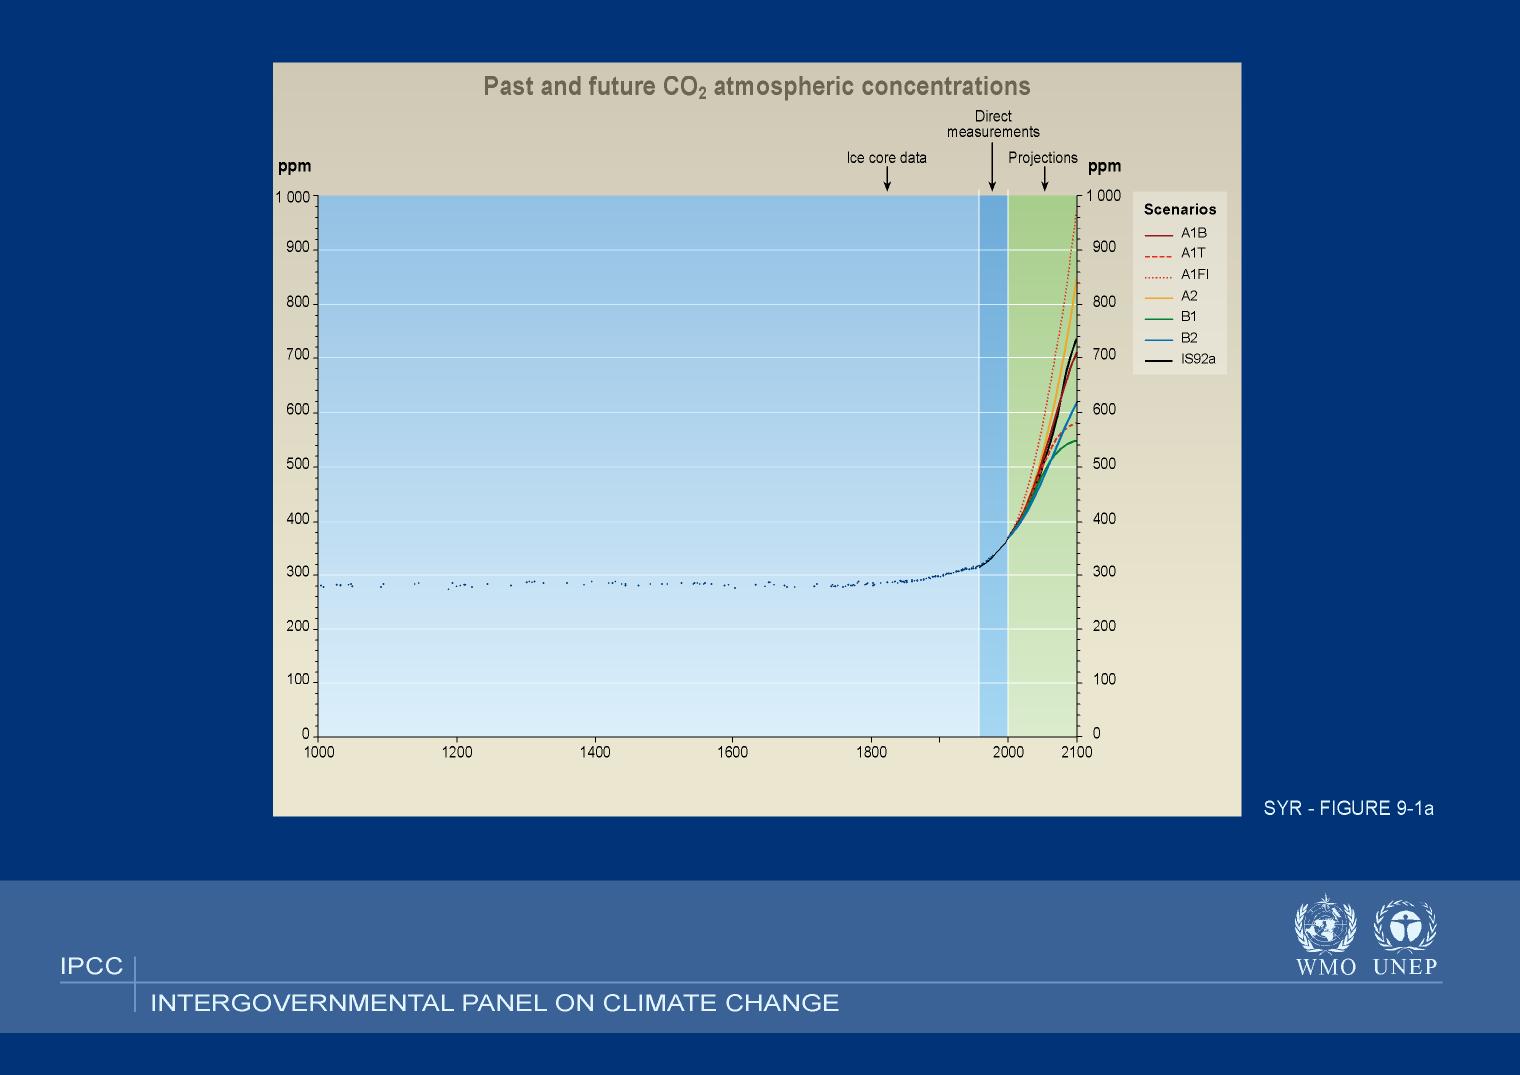 Past and future CO₂ atmospheric concentrations
Direct
measurements
Ice core data
Projections
ppm
ppm
1 000
900
800
700
600
500
400
300
200
100
0
1 000
900
800
700
600
500
400
300
200
100
0
1000
1200
1400
1600
1800
2000
2100
Scenarios
A1B
A1T
A1FI
A2
B1
B2
IS92a
SYR - FIGURE 9-1a
WMO
UNEP
IPCC
INTERGOVERNMENTAL PANEL ON CLIMATE CHANGE